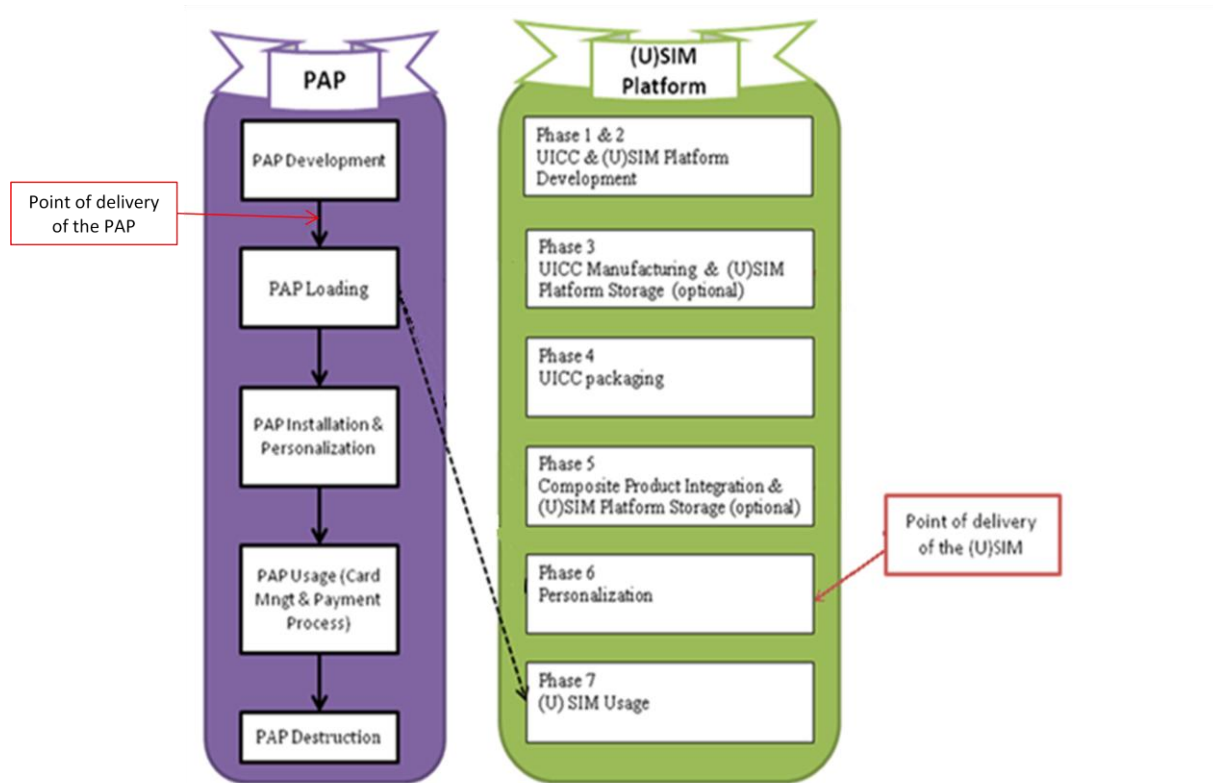 PAP
PAP Development
Point of delivery
of the PAP
PAP Loading
PAP Installation &
Personalization
PAP Usage (Card
Mngt & Payment
Process)
PAP Destruction
(U)SIM
Platform
Phase 1 & 2
UICC & (U)SIM Platform
Development
Phase 3
UICC Manufacturing & (U)SIM
Platform Storage (optional)
Phase 4
UICC packaging
Phase 5
Composite Product Integration &
(U)SIM Platform Storage (optional)
Phase 6
Personalization
Point of delivery
of the (U)SIM
Phase 7
(U) SIM Usage